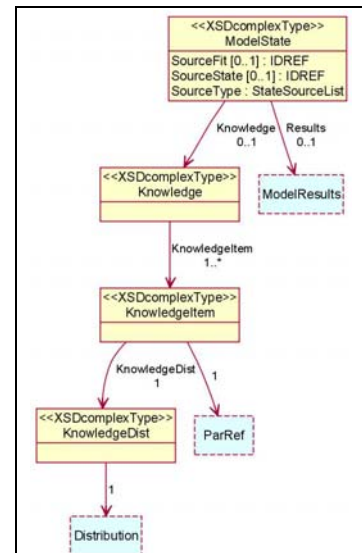 <<XSDcomplexType>>
ModelState
SourceFit [0..1] : IDREF
SourceState [0..1] : IDREF
SourceType : StateSourceList
Knowledge
0..1
Results
0..1
<<XSDcomplexType>>
Knowledge
ModelResults
KnowledgeItem
1..*
<<XSDcomplexType>>
KnowledgeItem
KnowledgeDist
1
1
<<XSDcomplexType>>
KnowledgeDist
ParRef
1
Distribution